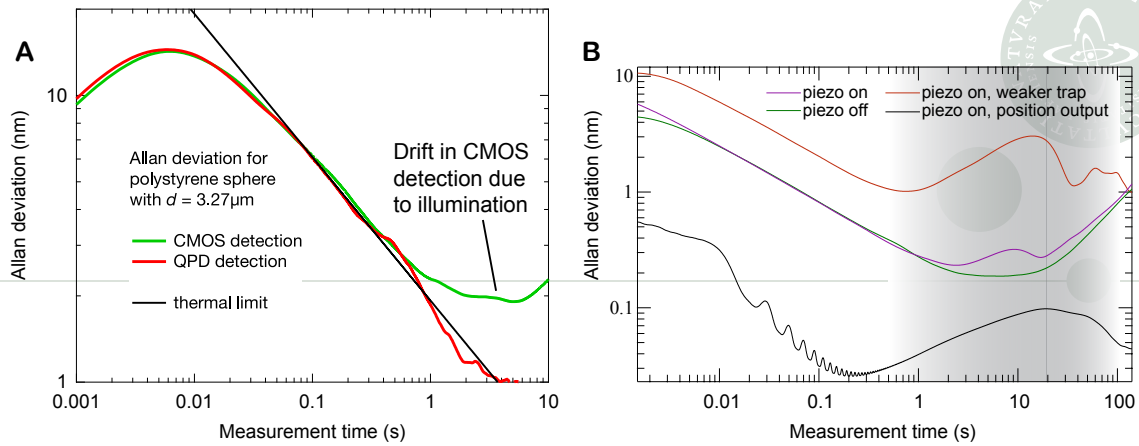 A
10
1
Allan deviation (nm)
Allan deviation for
polystyrene sphere
with d = 3.27µm
CMOS detection
QPD detection
thermal limit
Drift in CMOS
detection due
to illumination
0.001
0.01
0.1
1
10
Measurement time (s)
B
10
1
0.1
Allan deviation (nm)
piezo on
piezo off
piezo on, weaker trap
piezo on, position output
0.01
0.1
1
10
100
Measurement time (s)